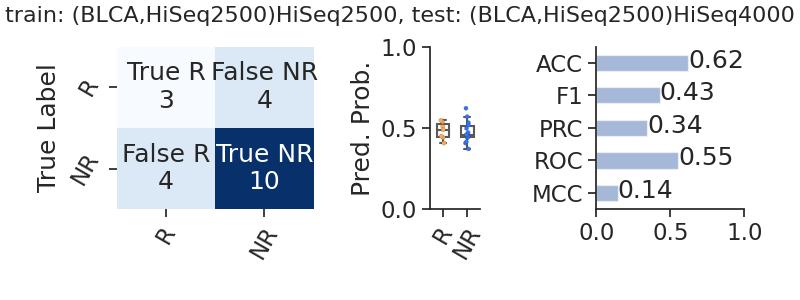 train: (BLCA,HiSeq2500)HiSeq2500, test: (BLCA,HiSeq2500)HiSeq4000
True Label
R
NR
True R
3
False NR
4
False R
4
True NR
10
R
NR
Pred. Prob.
1.0
0.5
0.0
R
NR
ACC
0.62
F1
0.43
PRC
0.34
ROC
0.55
MCC
0.14
0.0
0.5
1.0